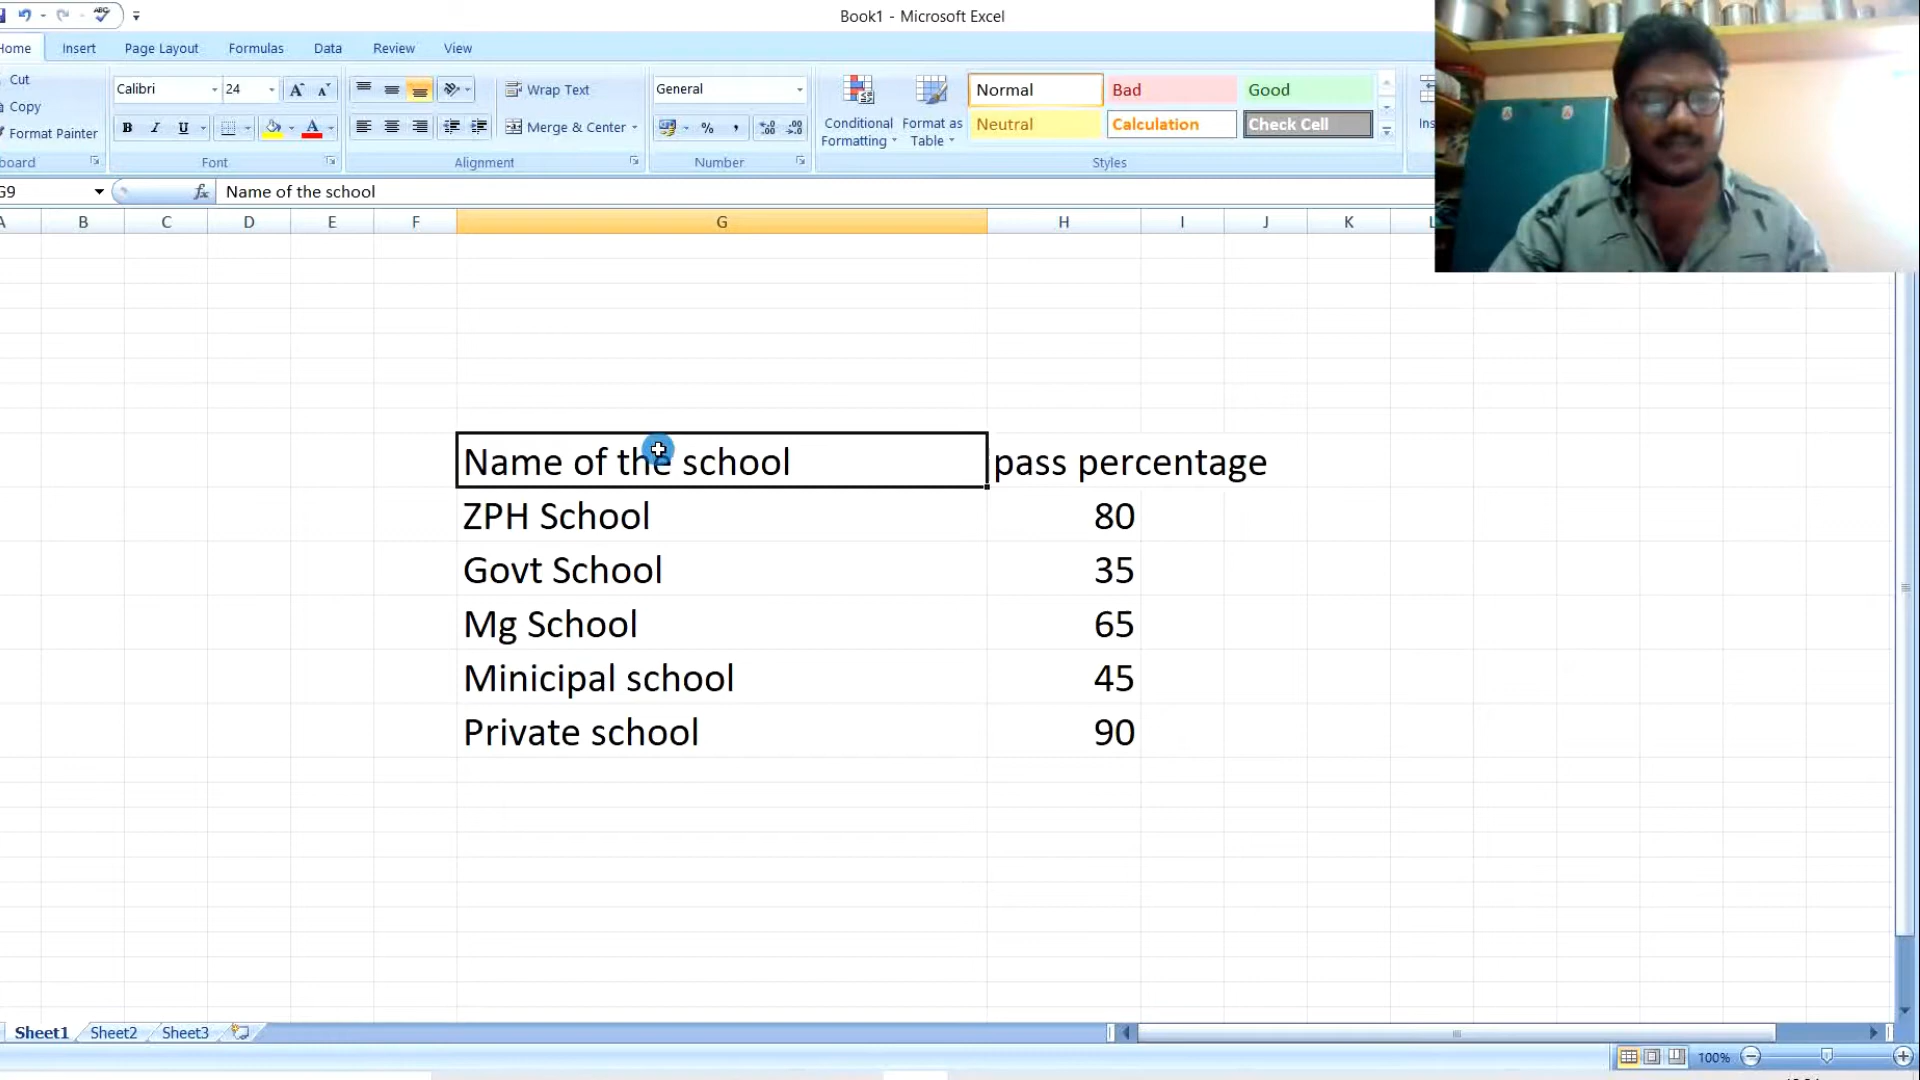 Book1 - Microsoft Excel
Home Insert Page Layout Formulas Data Review View
Cut
Copy
Format Painter
Calibri 24
Wrap Text
Merge & Center
General
Conditional Formatting
Format as Table
Normal Bad Good
Neutral Calculation Check Cell
Font Alignment Number Styles
G9 fx Name of the school
A B C D E F G H I J K L
Name of the school pass percentage
ZPH School 80
Govt School 35
Mg School 65
Minicipal school 45
Private school 90
Sheet1 Sheet2 Sheet3
100%